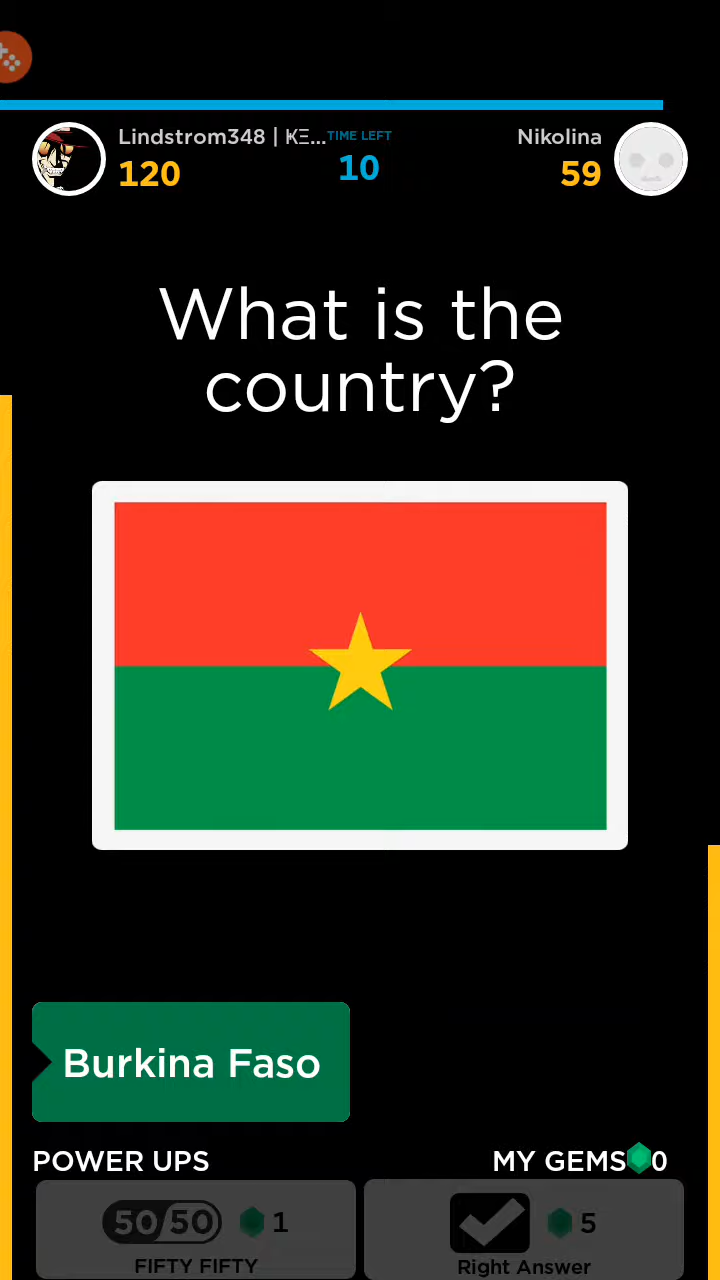 Lindstrom348 | ҜΞ...
TIME LEFT
Nikolina
120
10
59
What is the
country?
Burkina Faso
POWER UPS
MY GEMS 0
50/50 1
5
FIFTY FIFTY
Right Answer